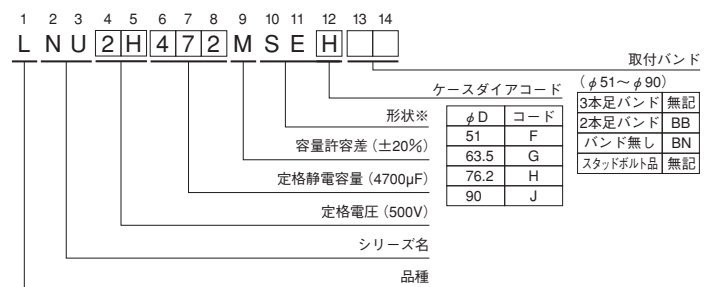 1 2 3 4 5 6 7 8 9 10 11 12 13 14
L N U 2 H 4 7 2 M S E H
取付バンド
(φ51～φ90)
3本足バンド 無記
2本足バンド BB
バンド無し BN
スタッドボルト品 無記
ケースダイアコード
φD コード
51 F
63.5 G
76.2 H
90 J
形状※
容量許容差 (±20%)
定格静電容量 (4700μF)
定格電圧 (500V)
シリーズ名
品種